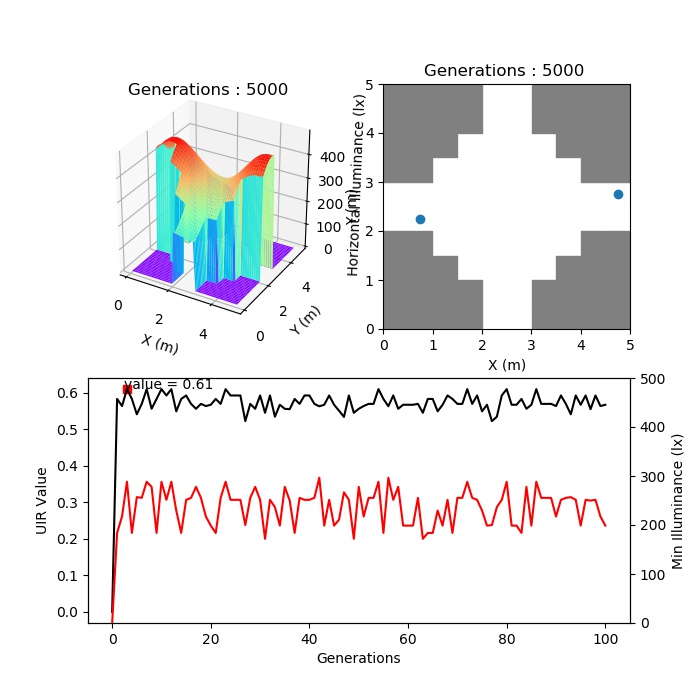 Generations : 5000
400
300
200
100
0
Horizontal Illuminance (lx)
0
2
4
X (m)
0
2
4
Y (m)
Generations : 5000
5
4
3
2
1
0
Y (m)
0 1 2 3 4 5
X (m)
value = 0.61
0.6
0.5
0.4
0.3
0.2
0.1
0.0
UIR Value
500
400
300
200
100
0
Min Illuminance (lx)
0 20 40 60 80 100
Generations